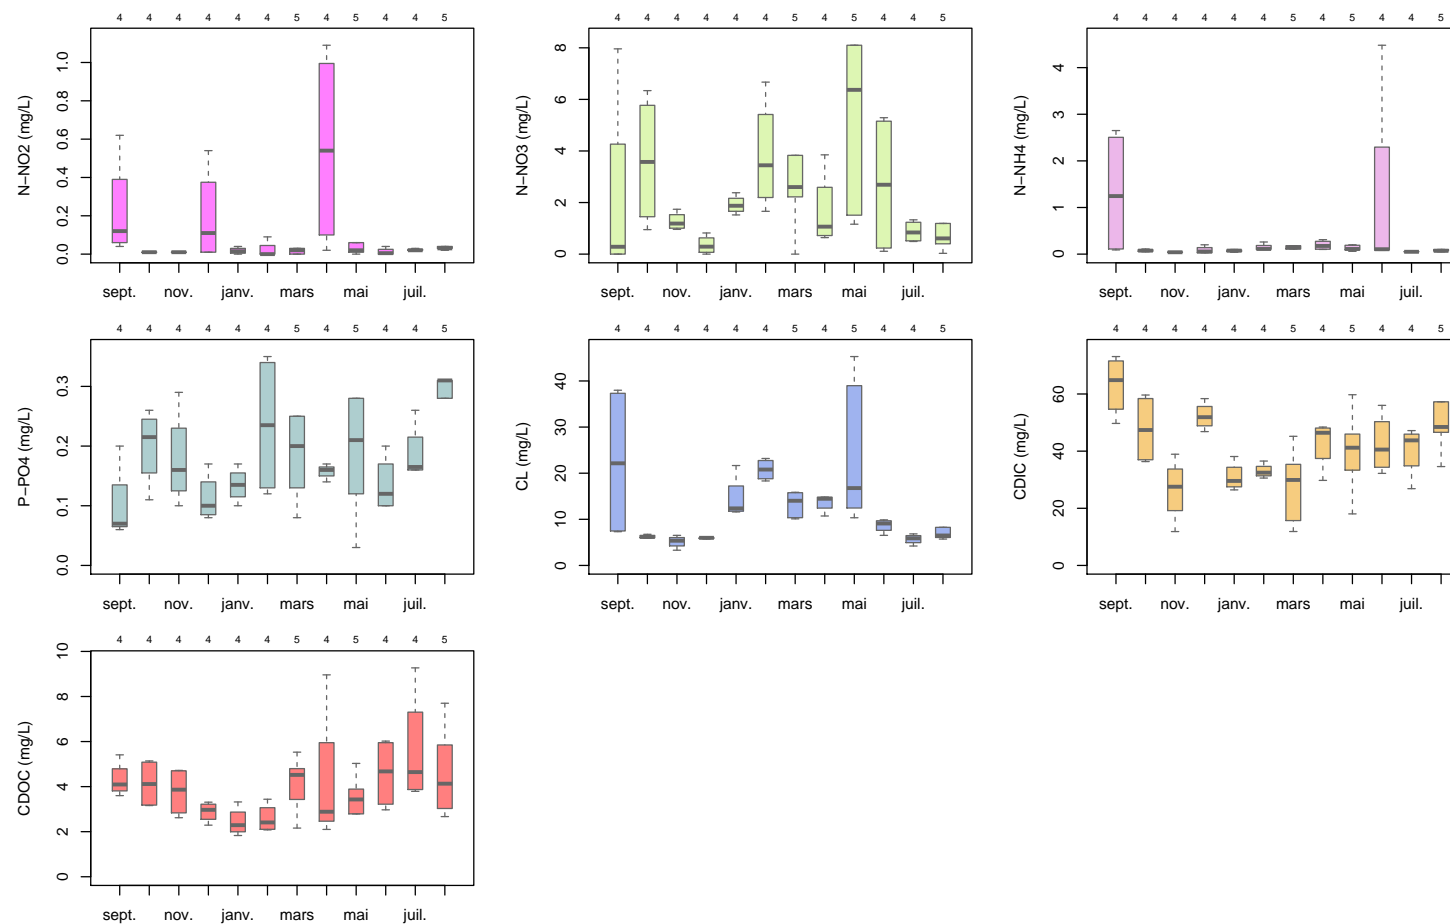 4 4 4 4 4 4 5 4 5 4 4 5
N−NO2 (mg/L)
0.0 0.2 0.4 0.6 0.8 1.0
sept. nov. janv. mars mai juil.
4 4 4 4 4 4 5 4 5 4 4 5
N−NO3 (mg/L)
0 2 4 6 8
sept. nov. janv. mars mai juil.
4 4 4 4 4 4 5 4 5 4 4 5
N−NH4 (mg/L)
0 1 2 3 4
sept. nov. janv. mars mai juil.
4 4 4 4 4 4 5 4 5 4 4 5
P−PO4 (mg/L)
0.0 0.1 0.2 0.3
sept. nov. janv. mars mai juil.
4 4 4 4 4 4 5 4 5 4 4 5
CL (mg/L)
0 10 20 30 40
sept. nov. janv. mars mai juil.
4 4 4 4 4 4 5 4 5 4 4 5
CDIC (mg/L)
0 20 40 60
sept. nov. janv. mars mai juil.
4 4 4 4 4 4 5 4 5 4 4 5
CDOC (mg/L)
0 2 4 6 8 10
sept. nov. janv. mars mai juil.